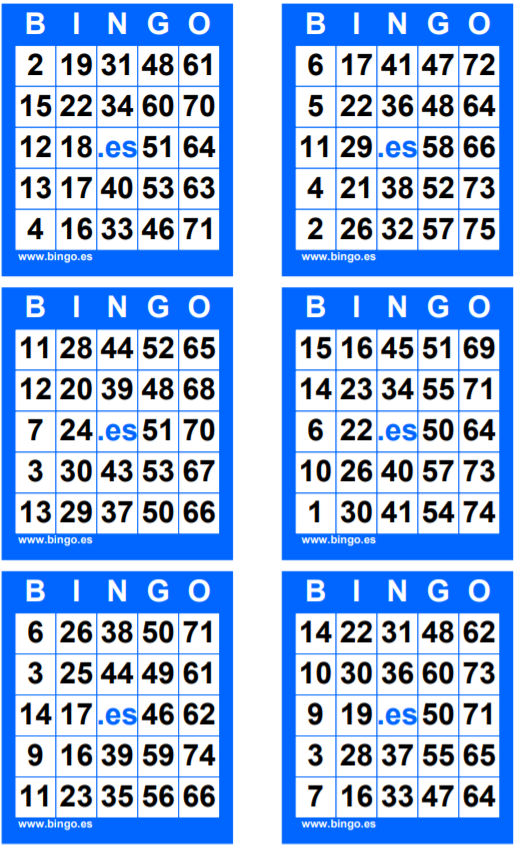 B I N G O
2 19 31 48 61
15 22 34 60 70
12 18 .es 51 64
13 17 40 53 63
4 16 33 46 71
www.bingo.es
B I N G O
6 17 41 47 72
5 22 36 48 64
11 29 .es 58 66
4 21 38 52 73
2 26 32 57 75
www.bingo.es
B I N G O
11 28 44 52 65
12 20 39 48 68
7 24 .es 51 70
3 30 43 53 67
13 29 37 50 66
www.bingo.es
B I N G O
15 16 45 51 69
14 23 34 55 71
6 22 .es 50 64
10 26 40 57 73
1 30 41 54 74
www.bingo.es
B I N G O
6 26 38 50 71
3 25 44 49 61
14 17 .es 46 62
9 16 39 59 74
11 23 35 56 66
www.bingo.es
B I N G O
14 22 31 48 62
10 30 36 60 73
9 19 .es 50 71
3 28 37 55 65
7 16 33 47 64
www.bingo.es